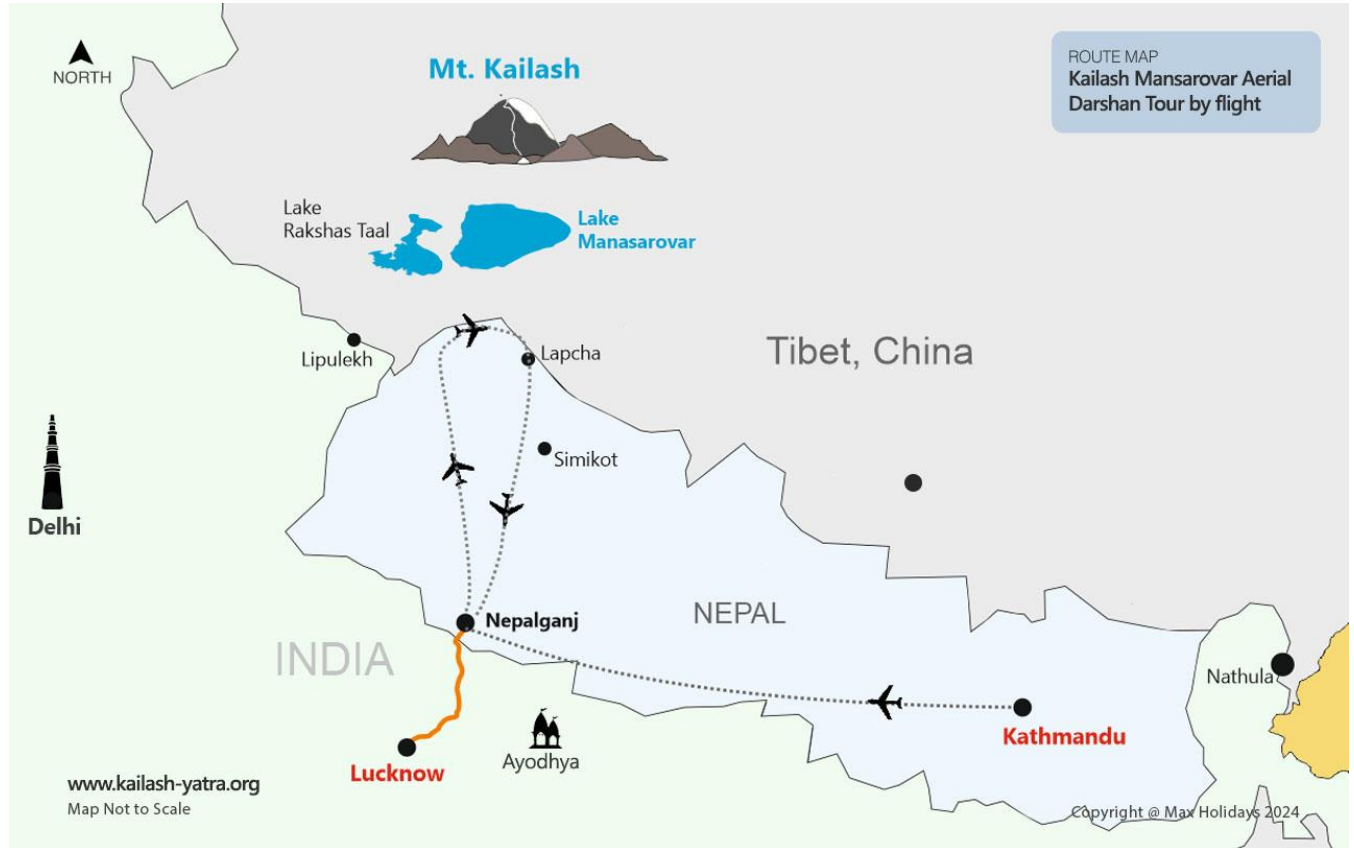 NORTH
Mt. Kailash
ROUTE MAP
Kailash Mansarovar Aerial
Darshan Tour by flight
Lake
Rakshas Taal
Lake
Manasarovar
Lipulekh
Lapcha
Tibet, China
Simikot
Delhi
Nepalganj
NEPAL
INDIA
Nathula
Kathmandu
Ayodhya
Lucknow
www.kailash-yatra.org
Map Not to Scale
Copyright @ Max Holidays 2024